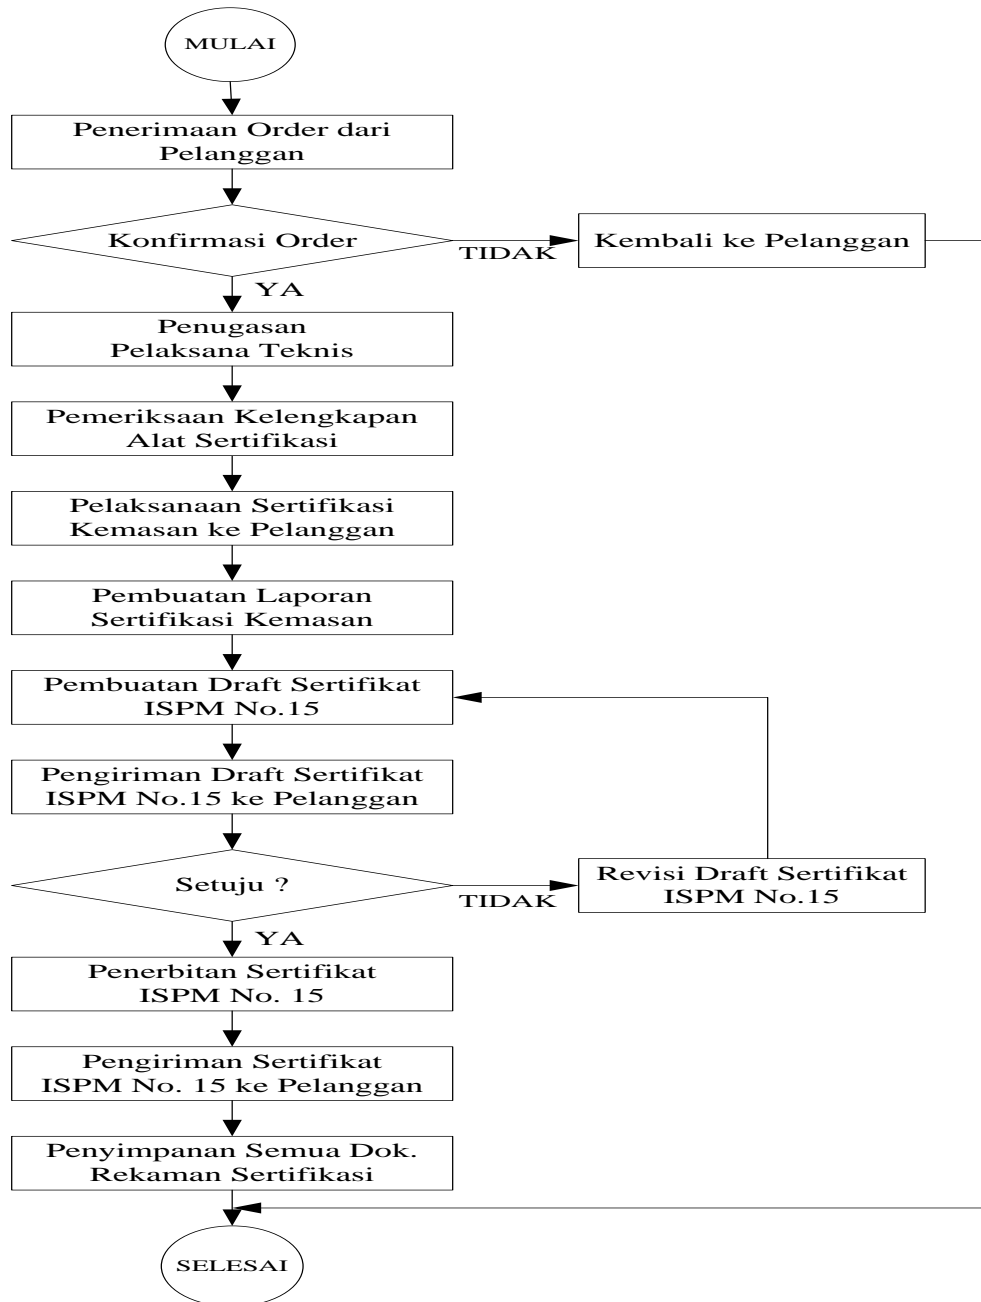 MULAI
Penerimaan Order dari
Pelanggan
Konfirmasi Order
TIDAK
Kembali ke Pelanggan
YA
Penugasan
Pelaksana Teknis
Pemeriksaan Kelengkapan
Alat Sertifikasi
Pelaksanaan Sertifikasi
Kemasan ke Pelanggan
Pembuatan Laporan
Sertifikasi Kemasan
Pembuatan Draft Sertifikat
ISPM No.15
Pengiriman Draft Sertifikat
ISPM No.15 ke Pelanggan
Setuju ?
TIDAK
Revisi Draft Sertifikat
ISPM No.15
YA
Penerbitan Sertifikat
ISPM No. 15
Pengiriman Sertifikat
ISPM No. 15 ke Pelanggan
Penyimpanan Semua Dok.
Rekaman Sertifikasi
SELESAI